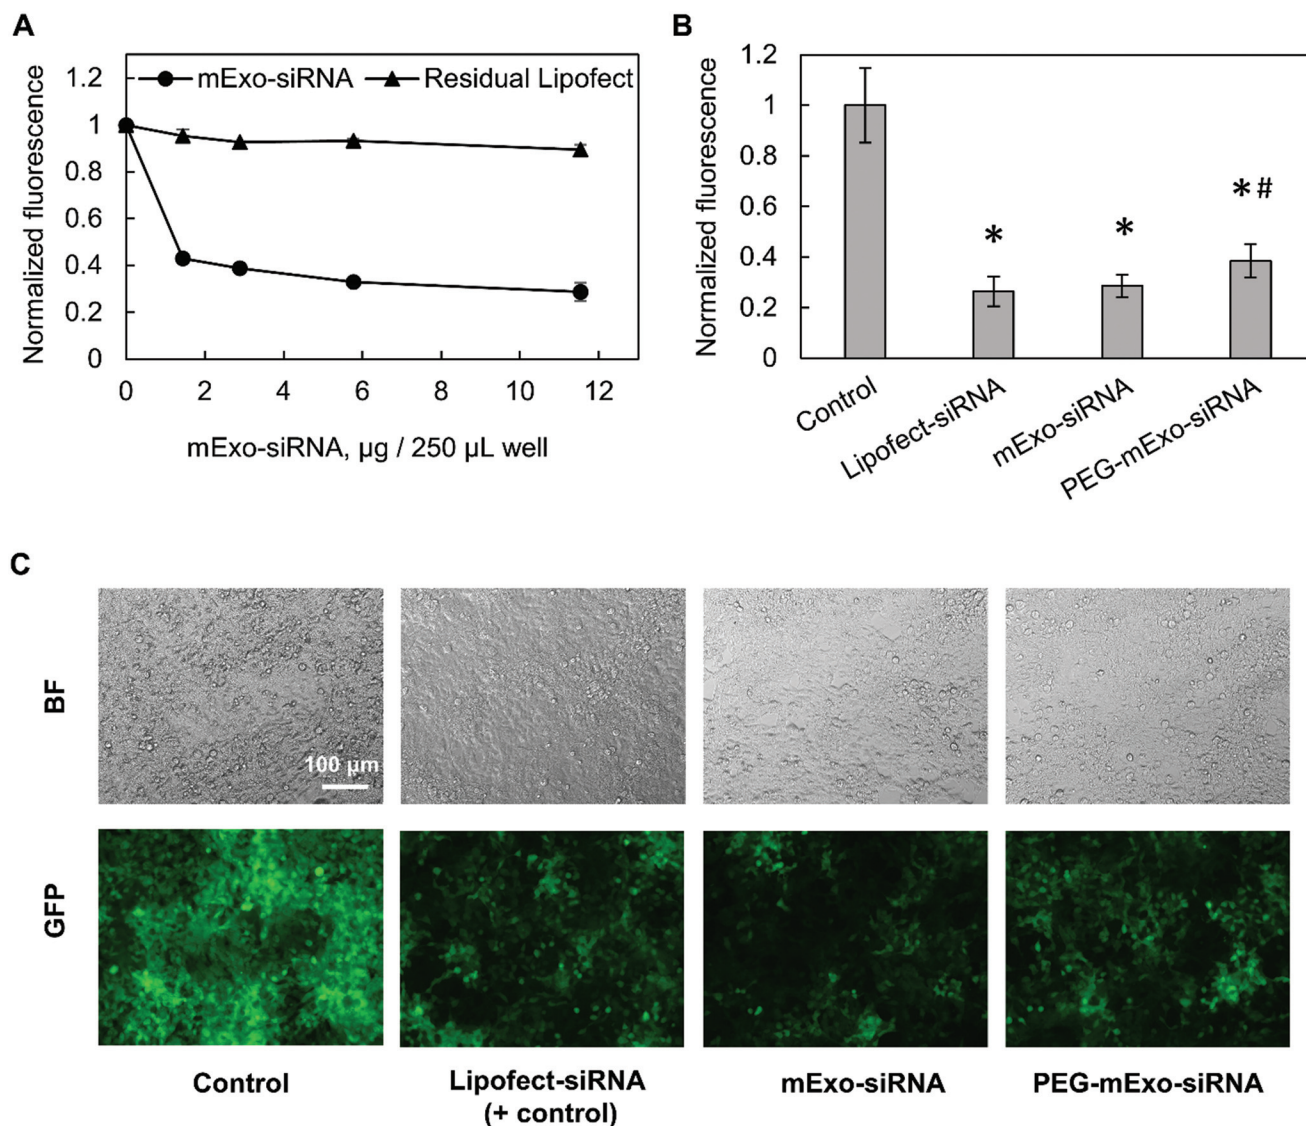 A
Normalized fluorescence
1.2
1
0.8
0.6
0.4
0.2
0
mExo-siRNA
Residual Lipofect
0 2 4 6 8 10 12
mExo-siRNA, µg / 250 µL well
B
Normalized fluorescence
1.2
1
0.8
0.6
0.4
0.2
0
*
*
* #
Control
Lipofect-siRNA
mExo-siRNA
PEG-mExo-siRNA
C
BF
100 µm
GFP
Control
Lipofect-siRNA
(+ control)
mExo-siRNA
PEG-mExo-siRNA